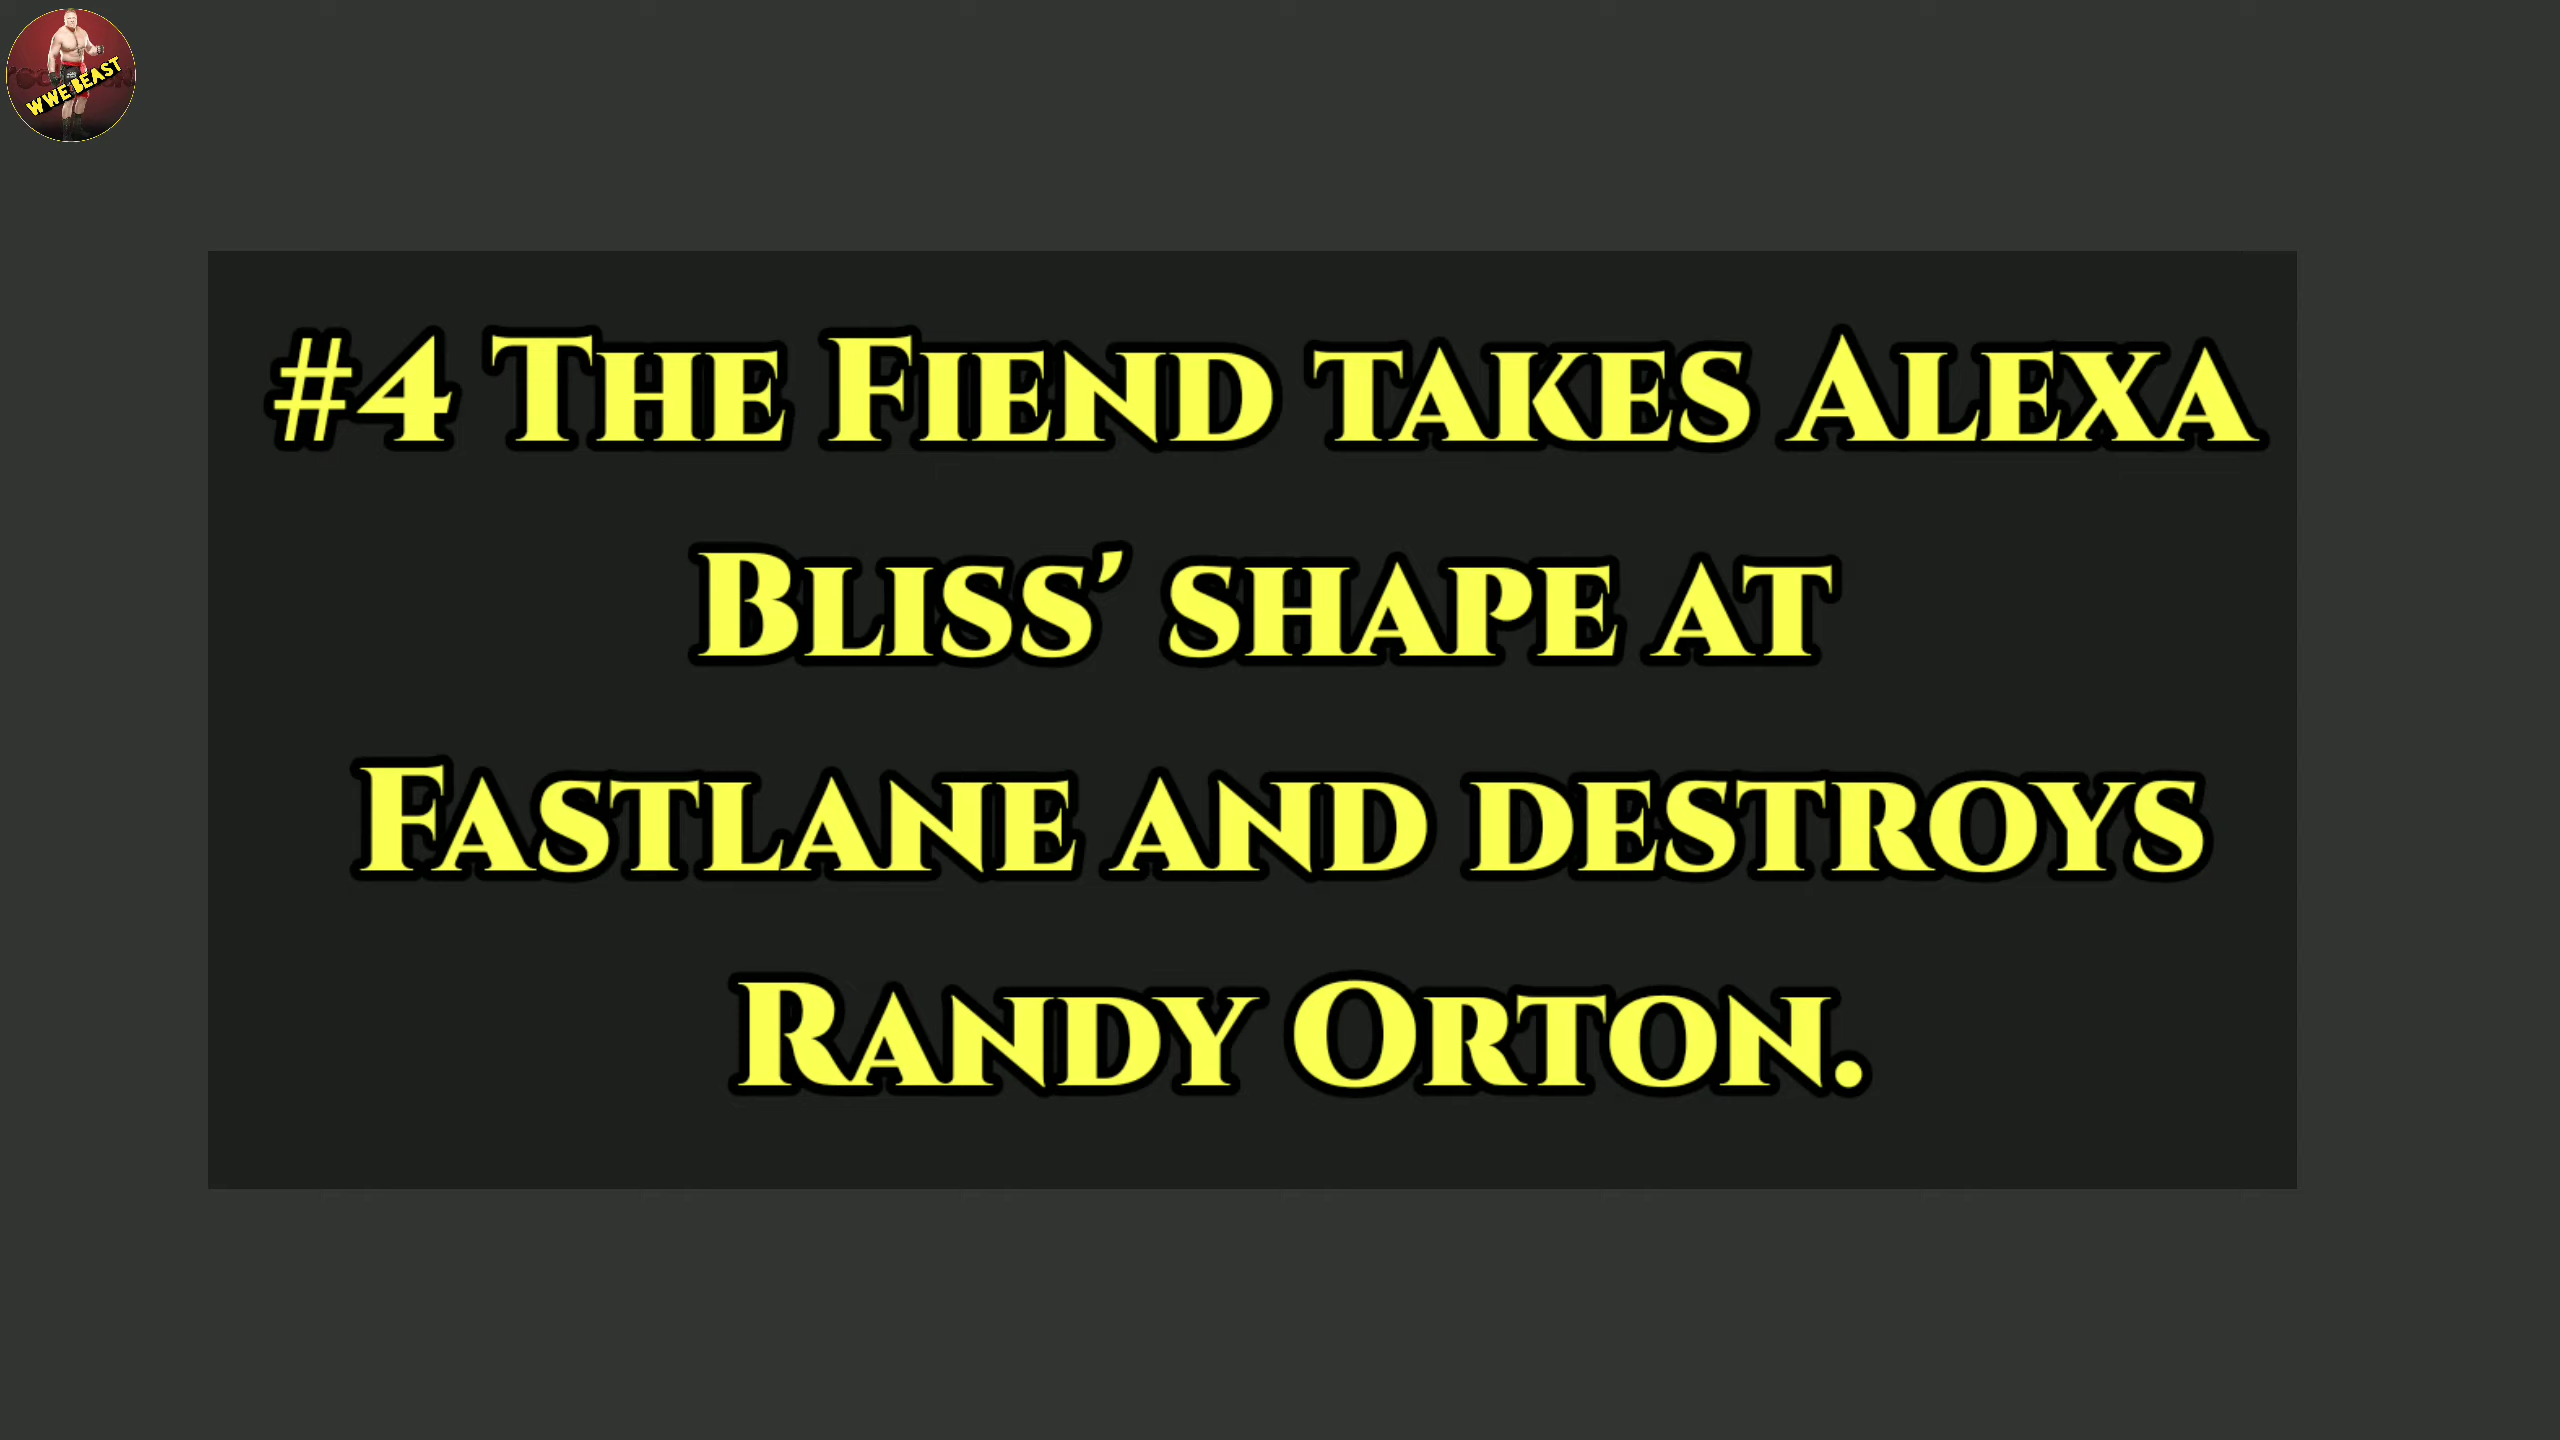 WWE BEAST
#4 The Fiend takes Alexa
Bliss’ shape at
Fastlane and destroys
Randy Orton.